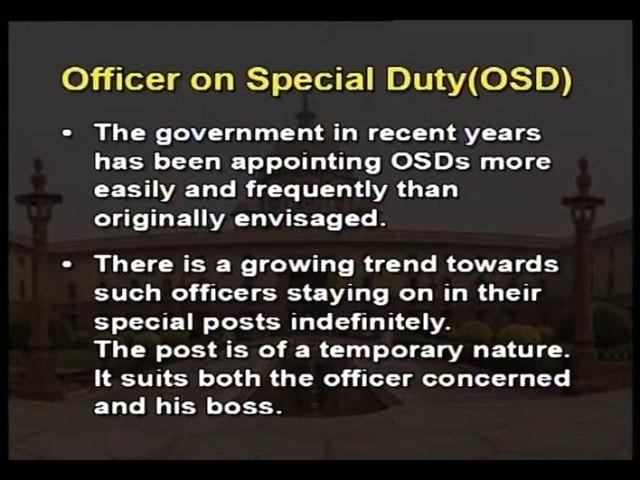 Officer on Special Duty(OSD)
• The government in recent years
has been appointing OSDs more
easily and frequently than
originally envisaged.
• There is a growing trend towards
such officers staying on in their
special posts indefinitely.
The post is of a temporary nature.
It suits both the officer concerned
and his boss.